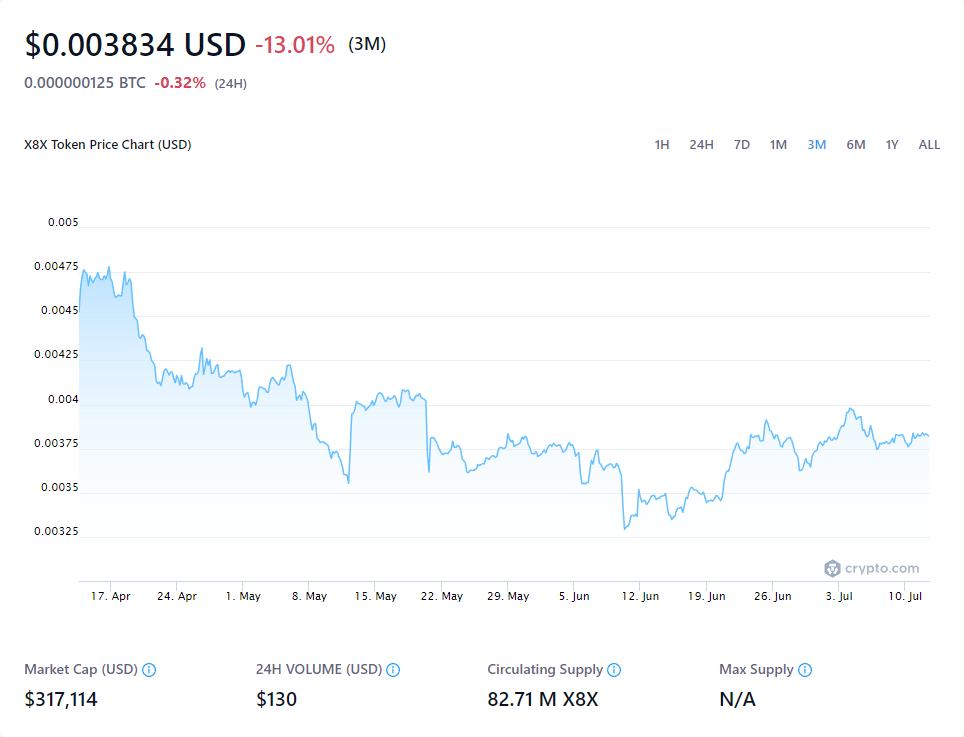 $0.003834 USD -13.01% (3M)
0.000000125 BTC -0.32% (24H)
X8X Token Price Chart (USD) 1H 24H 7D 1M 3M 6M 1Y ALL
0.005
0.00475
0.0045
0.00425
0.004
0.00375
0.0035
0.00325
crypto.com
17. Apr 24. Apr 1. May 8. May 15. May 22. May 29. May 5. Jun 12. Jun 19. Jun 26. Jun 3. Jul 10. Jul
Market Cap (USD) 24H VOLUME (USD) Circulating Supply Max Supply
$317,114 $130 82.71 M X8X N/A